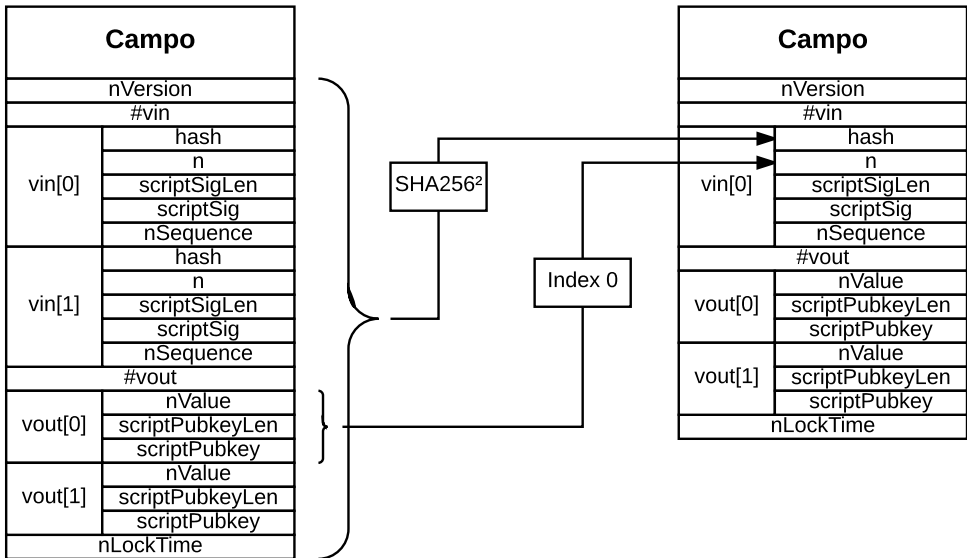 Campo
nVersion
#vin
vin[0]
hash
n
scriptSigLen
scriptSig
nSequence
vin[1]
hash
n
scriptSigLen
scriptSig
nSequence
#vout
vout[0]
nValue
scriptPubkeyLen
scriptPubkey
vout[1]
nValue
scriptPubkeyLen
scriptPubkey
nLockTime
SHA256²
Index 0
Campo
nVersion
#vin
vin[0]
hash
n
scriptSigLen
scriptSig
nSequence
#vout
vout[0]
nValue
scriptPubkeyLen
scriptPubkey
vout[1]
nValue
scriptPubkeyLen
scriptPubkey
nLockTime